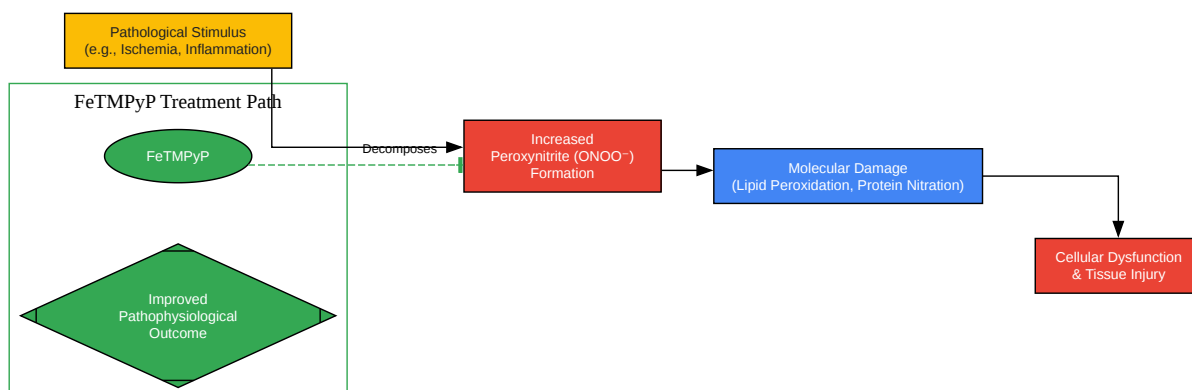 Pathological Stimulus
(e.g., Ischemia, Inflammation)
FeTMPyP Treatment Path
FeTMPyP
Decomposes
Increased
Peroxynitrite (ONOO⁻)
Formation
Molecular Damage
(Lipid Peroxidation, Protein Nitration)
Cellular Dysfunction
& Tissue Injury
Improved
Pathophysiological
Outcome